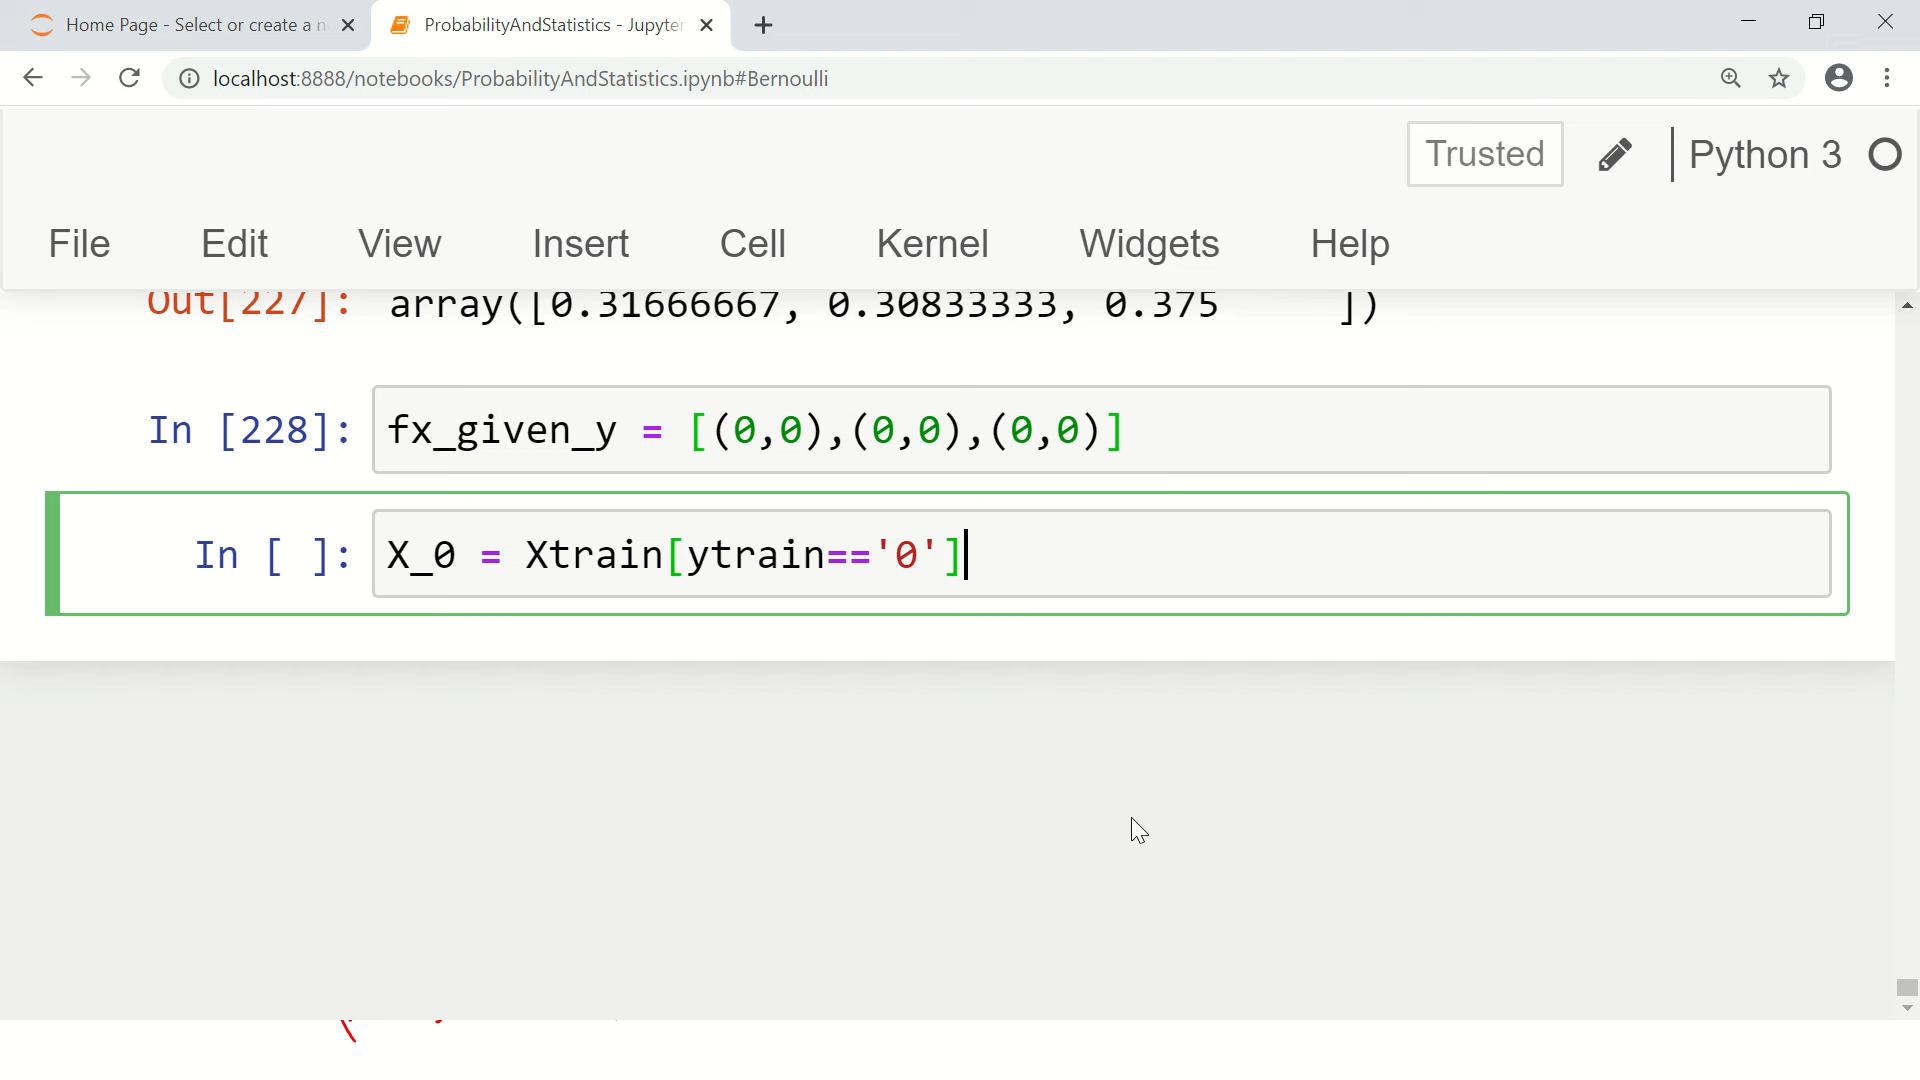 Home Page - Select or create a n
ProbabilityAndStatistics - Jupyter
localhost:8888/notebooks/ProbabilityAndStatistics.ipynb#Bernoulli
Trusted
Python 3
File Edit View Insert Cell Kernel Widgets Help
Out[227]: array([0.31666667, 0.30833333, 0.375 ])
In [228]: fx_given_y = [(0,0),(0,0),(0,0)]
In [ ]: X_0 = Xtrain[ytrain=='0']